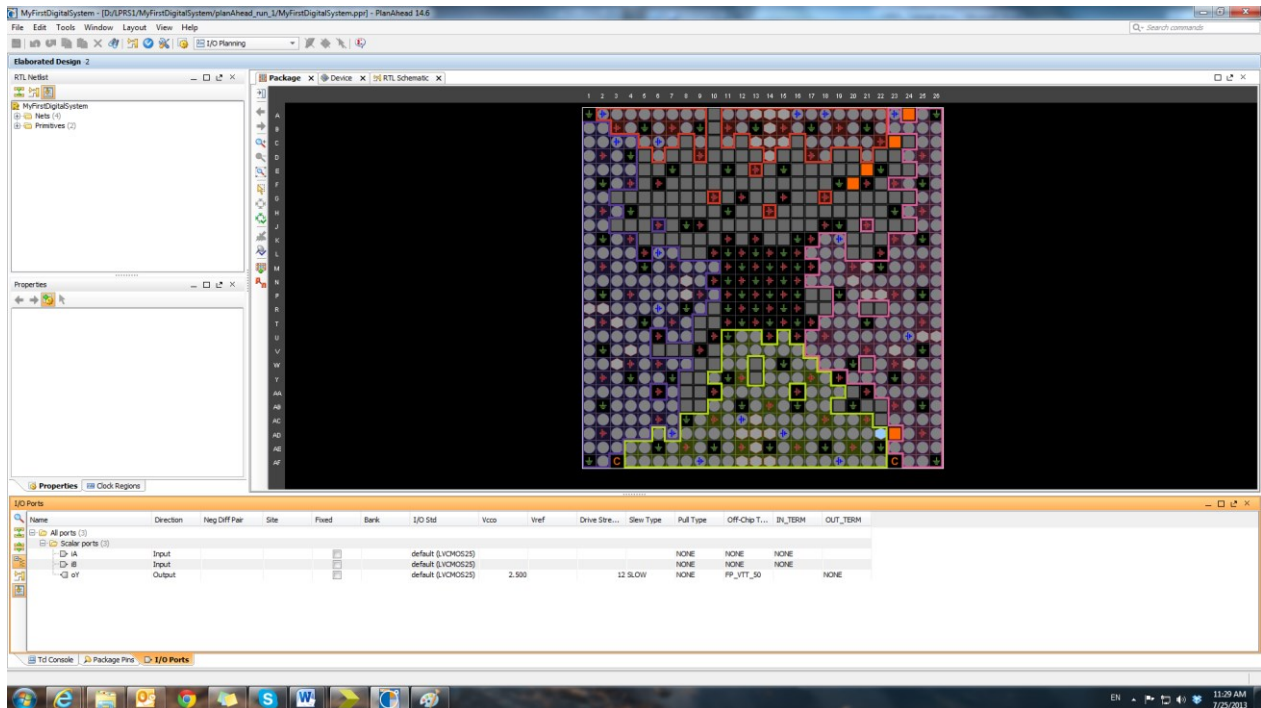 MyFirstDigitalSystem - [D:/LPRS1/MyFirstDigitalSystem/planAhead_run_1/MyFirstDigitalSystem.ppr] - PlanAhead 14.6
File Edit Tools Window Layout View Help
Q- Search commands
I/O Planning
Elaborated Design 2
RTL Netlist
MyFirstDigitalSystem
Nets (4)
Primitives (2)
Properties
Properties Clock Regions
Package Device RTL Schematic
1 2 3 4 5 6 7 8 9 10 11 12 13 14 15 16 17 18 19 20 21 22 23 24 25 26
A
B
C
D
E
F
G
H
J
K
L
M
N
P
R
T
U
V
W
Y
AA
AB
AC
AD
AE
AF
C C
I/O Ports
Name Direction Neg Diff Pair Site Fixed Bank I/O Std Vcco Vref Drive Stre... Slew Type Pull Type Off-Chip T... IN_TERM OUT_TERM
All ports (3)
Scalar ports (3)
iA Input default (LVCMOS25) NONE NONE NONE
iB Input default (LVCMOS25) NONE NONE NONE
oY Output default (LVCMOS25) 2.500 12 SLOW NONE FP_VTT_50 NONE
Tcl Console Package Pins I/O Ports
EN 11:29 AM
7/25/2013